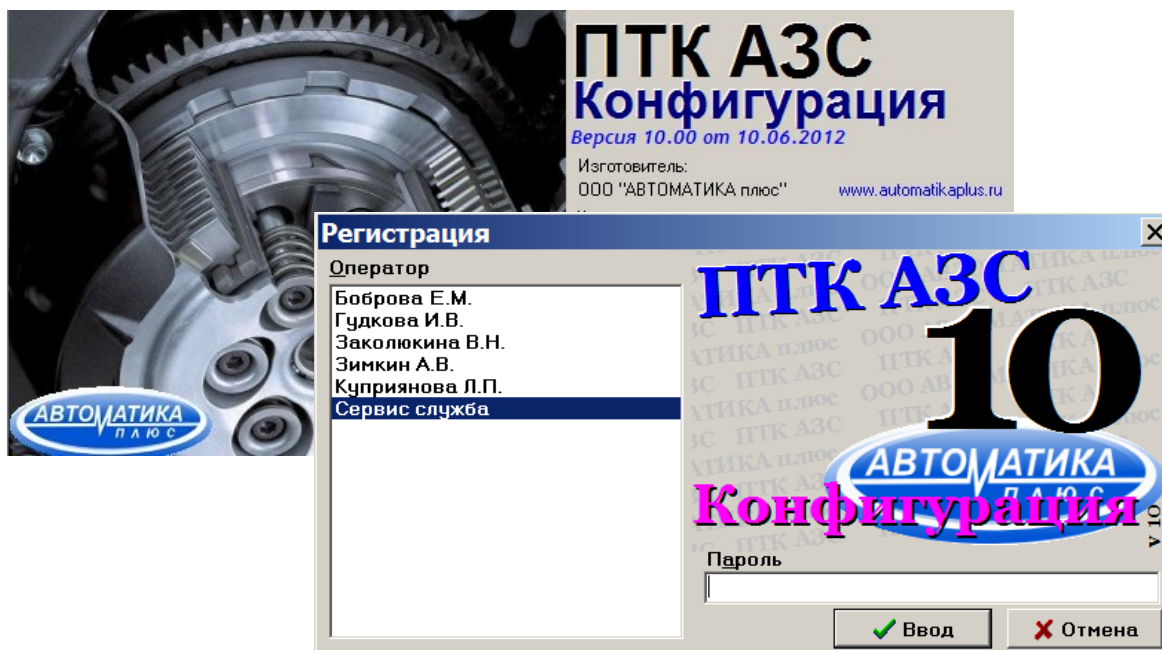 ПТК АЗС
Конфигурация
Версия 10.00 от 10.06.2012
Изготовитель:
ООО "АВТОМАТИКА плюс" www.automatikaplus.ru
АВТОМАТИКА
ПЛЮС
Регистрация
Оператор
Боброва Е.М.
Гудкова И.В.
Заколюкина В.Н.
Зимкин А.В.
Куприянова Л.П.
Сервис служба
ПТК АЗС
10
АВТОМАТИКА
ПЛЮС
Конфигурация
v 10
Пароль
Ввод
Отмена